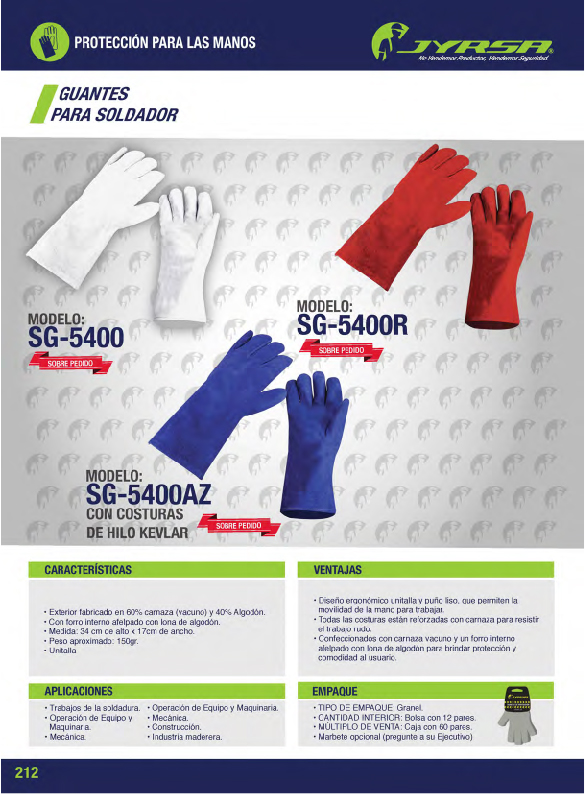 PROTECCIÓN PARA LAS MANOS
JYRSA®
No Vendemos Productos, Vendemos Seguridad
GUANTES
PARA SOLDADOR
MODELO:
SG-5400
SOBRE PEDIDO
MODELO:
SG-5400R
SOBRE PEDIDO
MODELO:
SG-5400AZ
CON COSTURAS
DE HILO KEVLAR
SOBRE PEDIDO
CARACTERÍSTICAS
• Exterior fabricado en 60% carnaza (vacuno) y 40% Algodón.
• Con forro interno afelpado con lona de algodón.
• Medida: 34 cm de alto x 17cm de ancho.
• Peso aproximado: 150gr.
• Unitalla
VENTAJAS
• Diseño ergonómico unitalla y puño liso, que permiten la
movilidad de la mano para trabajar.
• Todas las costuras están reforzadas con carnaza para resistir
el trabajo rudo.
• Confeccionados con carnaza vacuno y un forro interno
afelpado con lona de algodón para brindar protección y
comodidad al usuario.
APLICACIONES
• Trabajos de la soldadura.
• Operación de Equipo y
Maquinaria.
• Mecánica
• Operación de Equipo y Maquinaria.
• Mecánica.
• Construcción.
• Industria maderera.
EMPAQUE
• TIPO DE EMPAQUE: Granel.
• CANTIDAD INTERIOR: Bolsa con 12 pares.
• MÚLTIPLO DE VENTA: Caja con 60 pares.
• Marbete opcional (pregunte a su Ejecutivo)
212